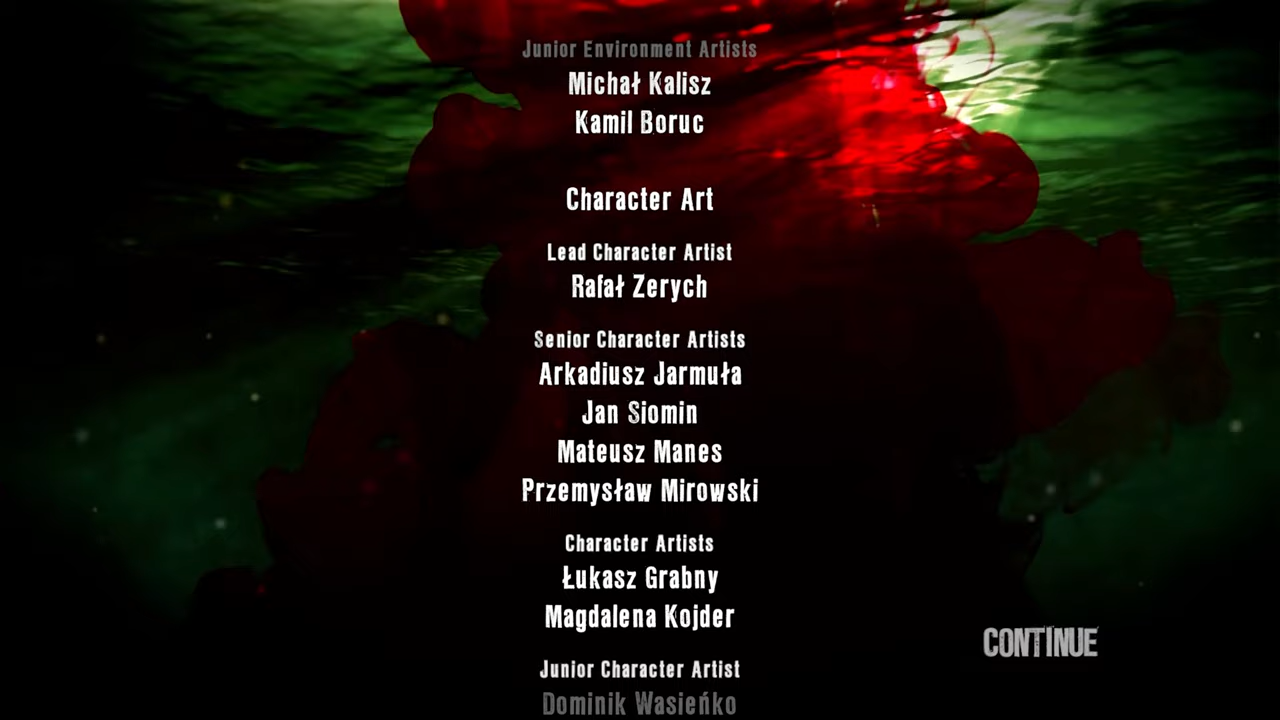 Junior Environment Artists
Michał Kalisz
Kamil Boruc
Character Art
Lead Character Artist
Rafał Zerych
Senior Character Artists
Arkadiusz Jarmuła
Jan Siomin
Mateusz Manes
Przemysław Mirowski
Character Artists
Łukasz Grabny
Magdalena Kojder
CONTINUE
Junior Character Artist
Dominik Wasieńko